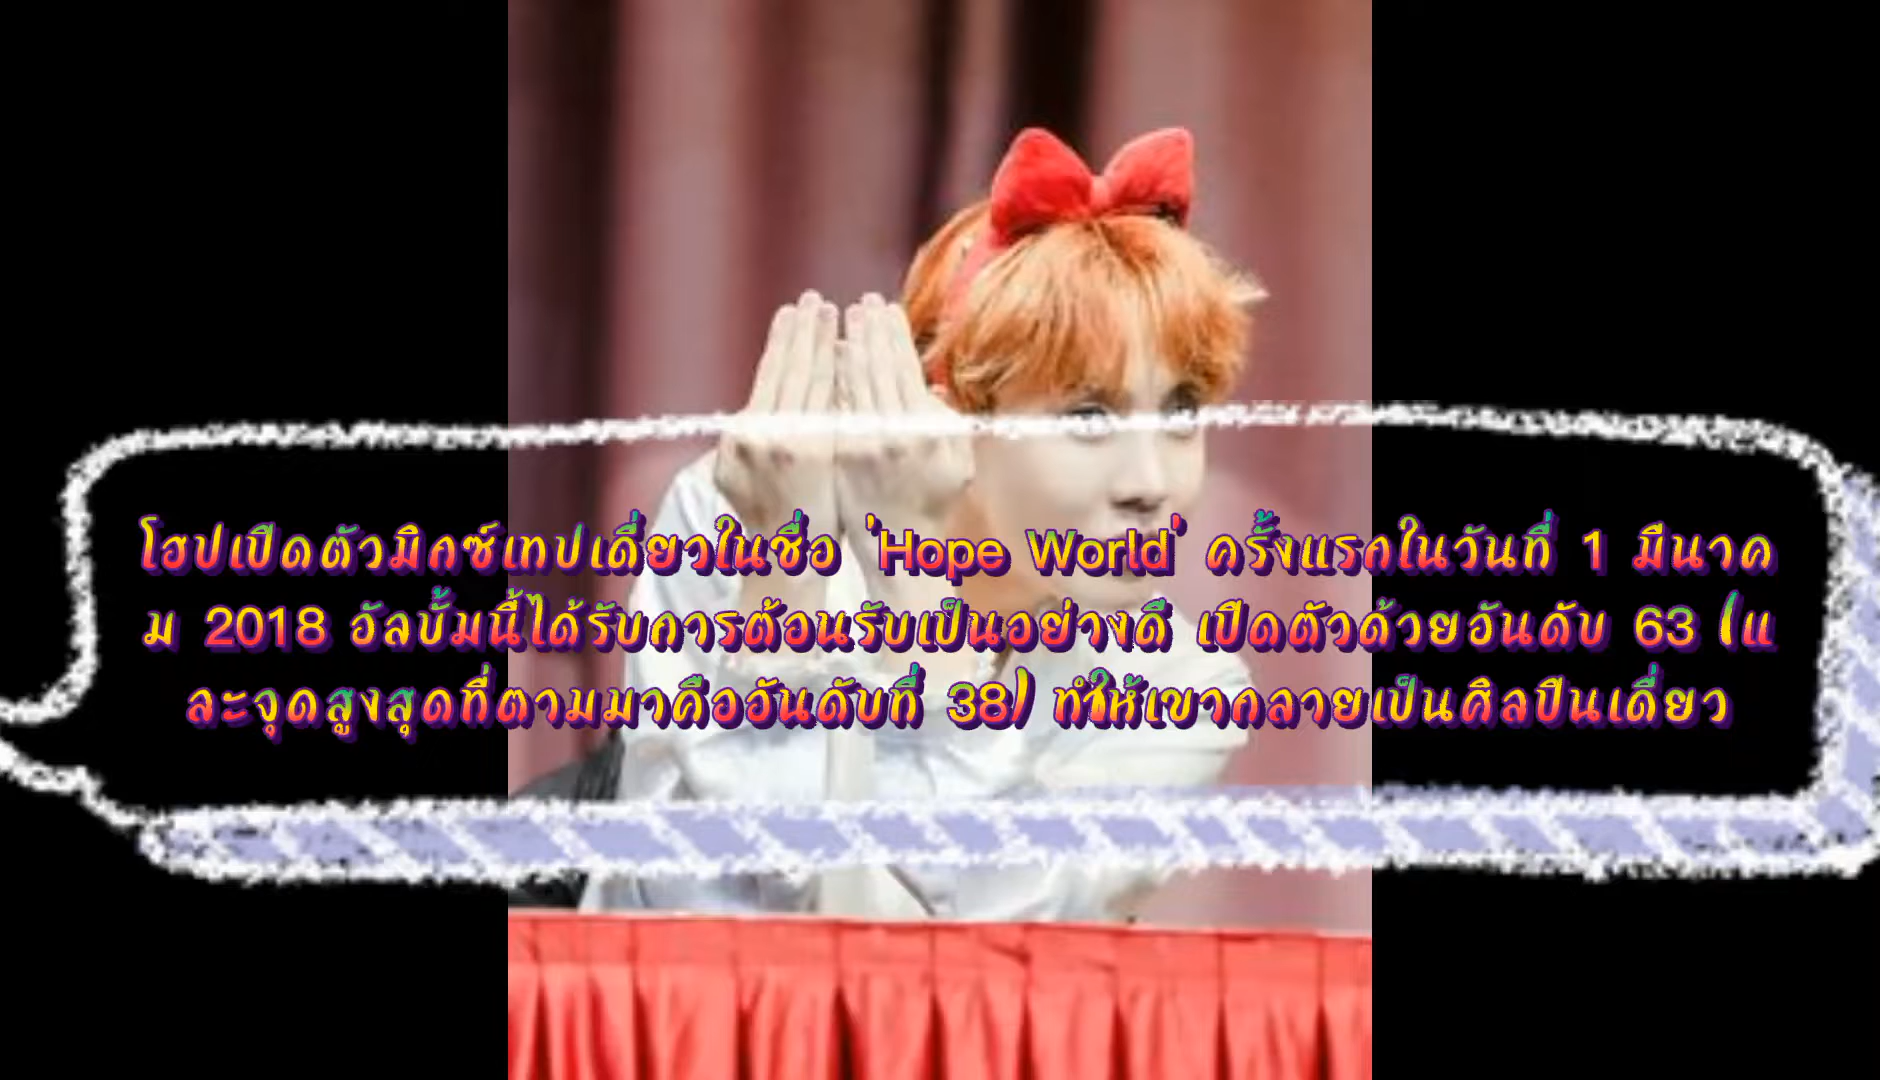 โฮปเปิดตัวมิกซ์เทปเดี่ยวในชื่อ 'Hope World' ครั้งแรกในวันที่ 1 มีนาค
ม 2018 อัลบั้มนี้ได้รับการต้อนรับเป็นอย่างดี เปิดตัวด้วยอันดับ 63 (แ
ละจุดสูงสุดที่ตามมาคืออันดับที่ 38) ทำให้เขากลายเป็นศิลปินเดี่ยว